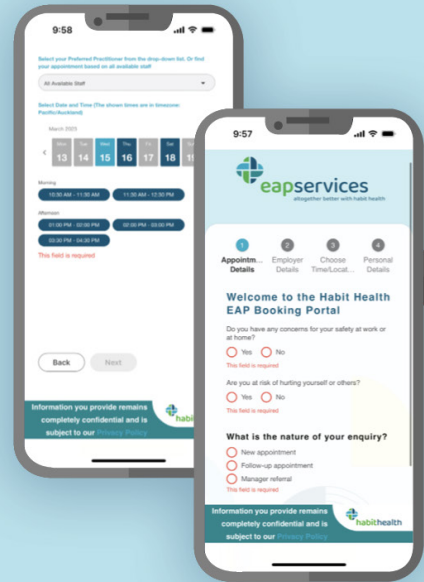 9:58
Select your Preferred Practitioner from the drop-down list, Or find
your appointment based on all available staff
All Available Staff
Select Date and Time (The shown times are in timezone:
Pacific/Auckland)
March 2023
Mon Tue Wed Thu Fri Sat
< 13 14 15 16 17 18 19
Morning
10:30 AM - 11:30 AM 11:30 AM - 12:30 PM
Afternoon
01:00 PM - 02:00 PM 02:00 PM - 03:00 PM
03:30 PM - 04:30 PM
This field is required
Back Next
Information you provide remains
completely confidential and is
subject to our Privacy Policy
habi
9:57
eapservices
altogether better with habit health
1 2 3 4
Appointm... Employer Choose Personal
Details Details Time/Locat... Details
Welcome to the Habit Health
EAP Booking Portal
Do you have any concerns for your safety at work or
at home?
Yes No
This field is required
Are you at risk of hurting yourself or others?
Yes No
This field is required
What is the nature of your enquiry?
New appointment
Follow-up appointment
Manager referral
This field is required
Information you provide remains
completely confidential and is
subject to our Privacy Policy
habithealth